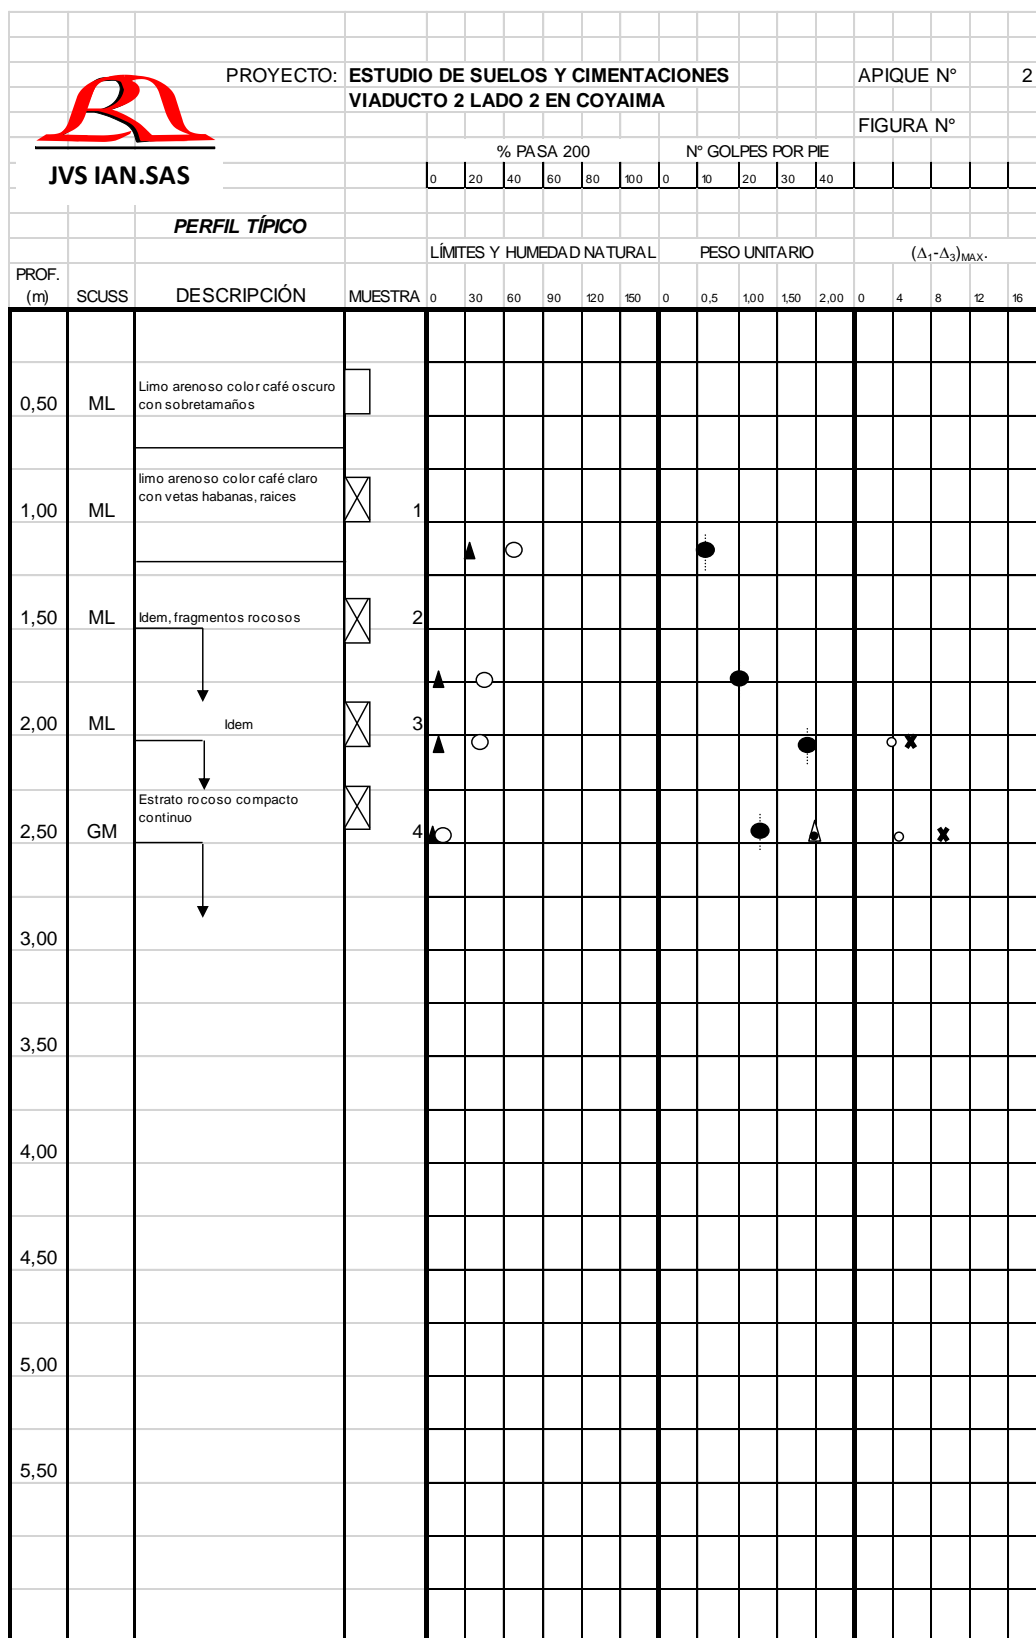 PROYECTO: ESTUDIO DE SUELOS Y CIMENTACIONES APIQUE N° 2
VIADUCTO 2 LADO 2 EN COYAIMA
FIGURA N°
% PASA 200 N° GOLPES POR PIE
JVS IAN.SAS
0 20 40 60 80 100 0 10 20 30 40
PERFIL TÍPICO
LÍMITES Y HUMEDAD NATURAL PESO UNITARIO (Δ1-Δ3)MAX.
PROF.
(m) SCUSS DESCRIPCIÓN MUESTRA 0 30 60 90 120 150 0 0,5 1,00 1,50 2,00 0 4 8 12 16
Limo arenoso color café oscuro
0,50 ML con sobretamaños
limo arenoso color café claro
con vetas habanas, raices
1,00 ML 1
1,50 ML Idem, fragmentos rocosos 2
2,00 ML Idem 3
Estrato rocoso compacto
continuo
2,50 GM 4
3,00
3,50
4,00
4,50
5,00
5,50